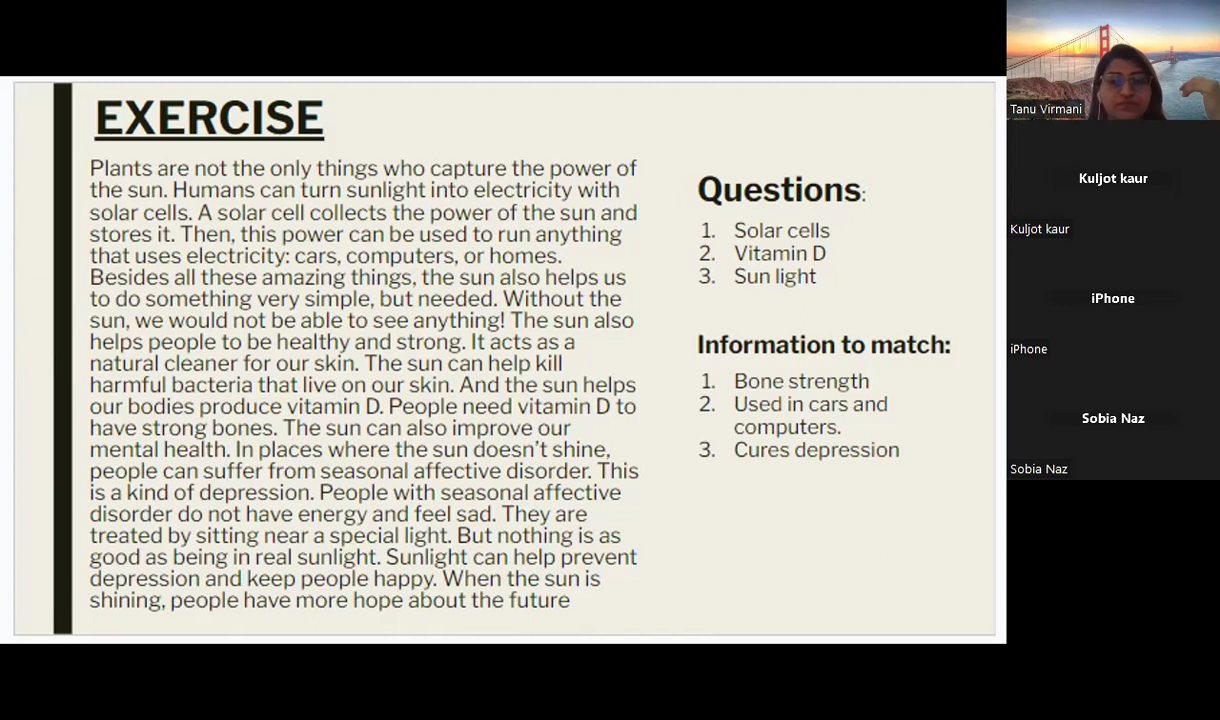 EXERCISE
Plants are not the only things who capture the power of
the sun. Humans can turn sunlight into electricity with
solar cells. A solar cell collects the power of the sun and
stores it. Then, this power can be used to run anything
that uses electricity: cars, computers, or homes.
Besides all these amazing things, the sun also helps us
to do something very simple, but needed. Without the
sun, we would not be able to see anything! The sun also
helps people to be healthy and strong. It acts as a
natural cleaner for our skin. The sun can help kill
harmful bacteria that live on our skin. And the sun helps
our bodies produce vitamin D. People need vitamin D to
have strong bones. The sun can also improve our
mental health. In places where the sun doesn't shine,
people can suffer from seasonal affective disorder. This
is a kind of depression. People with seasonal affective
disorder do not have energy and feel sad. They are
treated by sitting near a special light. But nothing is as
good as being in real sunlight. Sunlight can help prevent
depression and keep people happy. When the sun is
shining, people have more hope about the future
Questions:
1. Solar cells
2. Vitamin D
3. Sun light
Information to match:
1. Bone strength
2. Used in cars and
computers.
3. Cures depression
Tanu Virmani
Kuljot kaur
Kuljot kaur
iPhone
iPhone
Sobia Naz
Sobia Naz